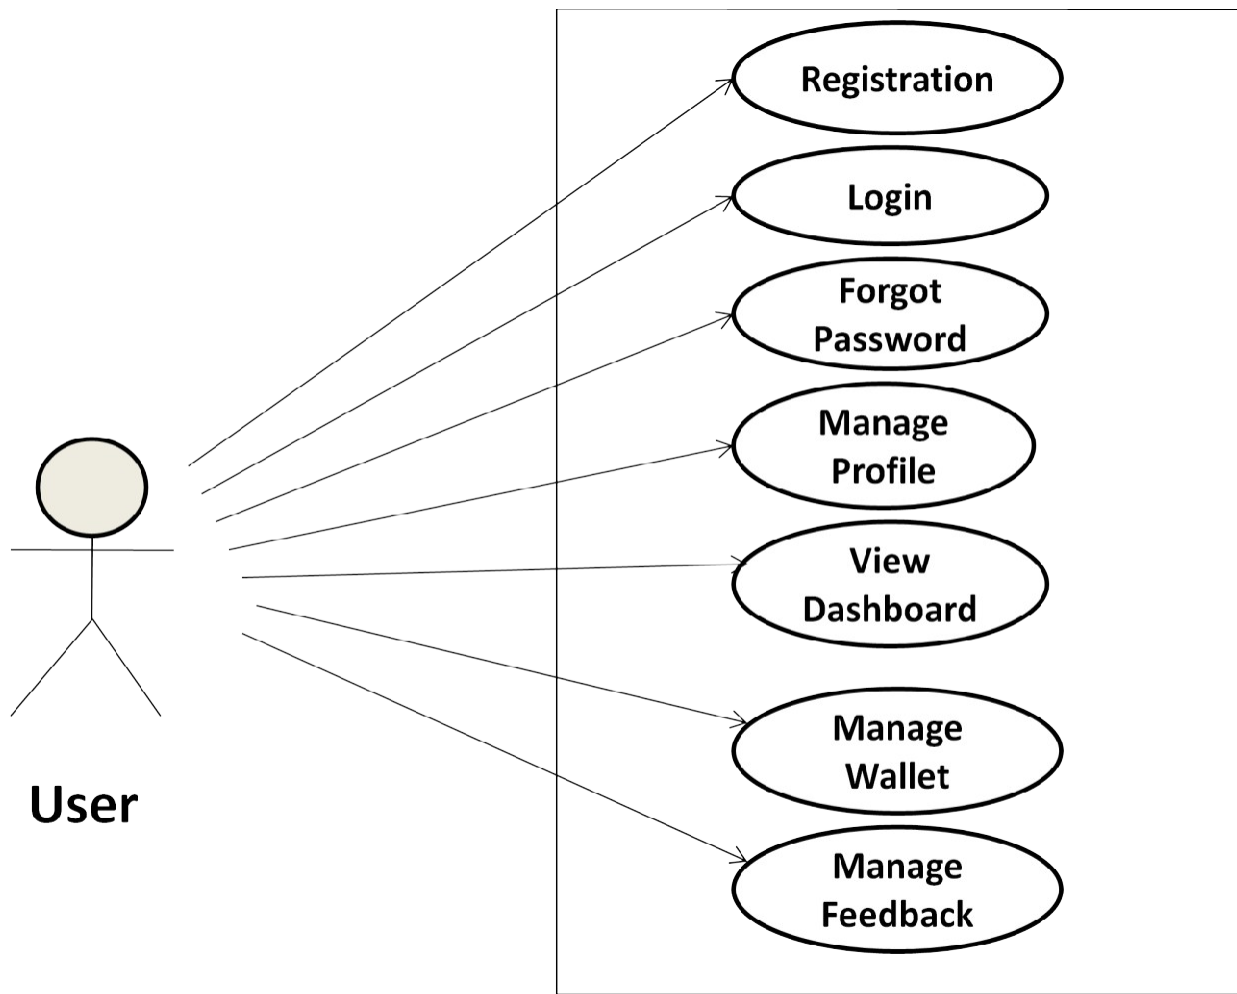 Registration
Login
Forgot
Password
Manage
Profile
View
Dashboard
Manage
Wallet
User
Manage
Feedback